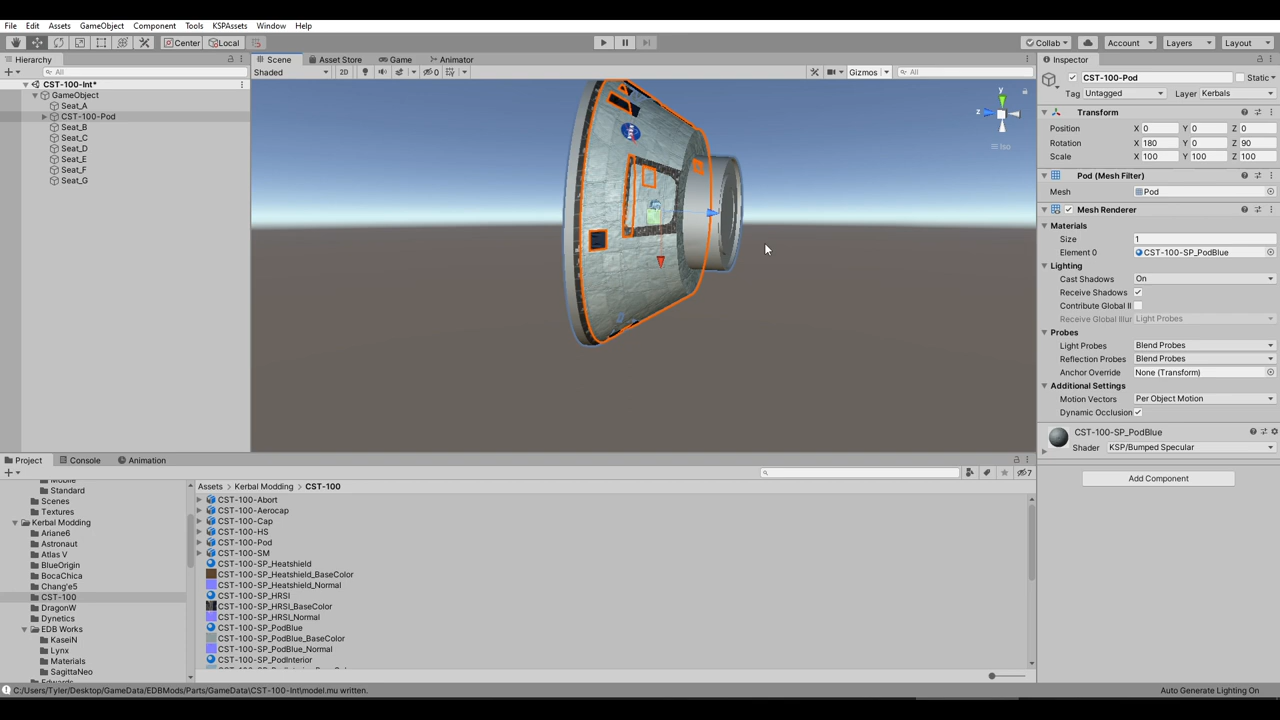 File Edit Assets GameObject Component Tools KSPAssets Window Help
Center Local Collab Account Layers Layout
Hierarchy
All
CST-100-Int*
GameObject
Seat_A
CST-100-Pod
Seat_B
Seat_C
Seat_D
Seat_E
Seat_F
Seat_G
Scene Asset Store Game Animator
Shaded 2D 0 Gizmos All
y
z
Iso
Inspector
CST-100-Pod Static
Tag Untagged Layer Kerbals
Transform
Position X 0 Y 0 Z 0
Rotation X 180 Y 0 Z 90
Scale X 100 Y 100 Z 100
Pod (Mesh Filter)
Mesh Pod
Mesh Renderer
Materials
Size 1
Element 0 CST-100-SP_PodBlue
Lighting
Cast Shadows On
Receive Shadows
Contribute Global Il
Receive Global Illur Light Probes
Probes
Light Probes Blend Probes
Reflection Probes Blend Probes
Anchor Override None (Transform)
Additional Settings
Motion Vectors Per Object Motion
Dynamic Occlusion
CST-100-SP_PodBlue
Shader KSP/Bumped Specular
Add Component
Project Console Animation
7
Standard
Scenes
Textures
Kerbal Modding
Ariane6
Astronaut
Atlas V
BlueOrigin
BocaChica
Chang'e5
CST-100
DragonW
Dynetics
EDB Works
KaseiN
Lynx
Materials
SagittaNeo
Assets Kerbal Modding CST-100
CST-100-Abort
CST-100-Aerocap
CST-100-Cap
CST-100-HS
CST-100-Pod
CST-100-SM
CST-100-SP_Heatshield
CST-100-SP_Heatshield_BaseColor
CST-100-SP_Heatshield_Normal
CST-100-SP_HRSI
CST-100-SP_HRSI_BaseColor
CST-100-SP_HRSI_Normal
CST-100-SP_PodBlue
CST-100-SP_PodBlue_BaseColor
CST-100-SP_PodBlue_Normal
CST-100-SP_PodInterior
C:/Users/Tyler/Desktop/GameData/EDBMods/Parts/GameData\CST-100-Int\model.mu written.
Auto Generate Lighting On